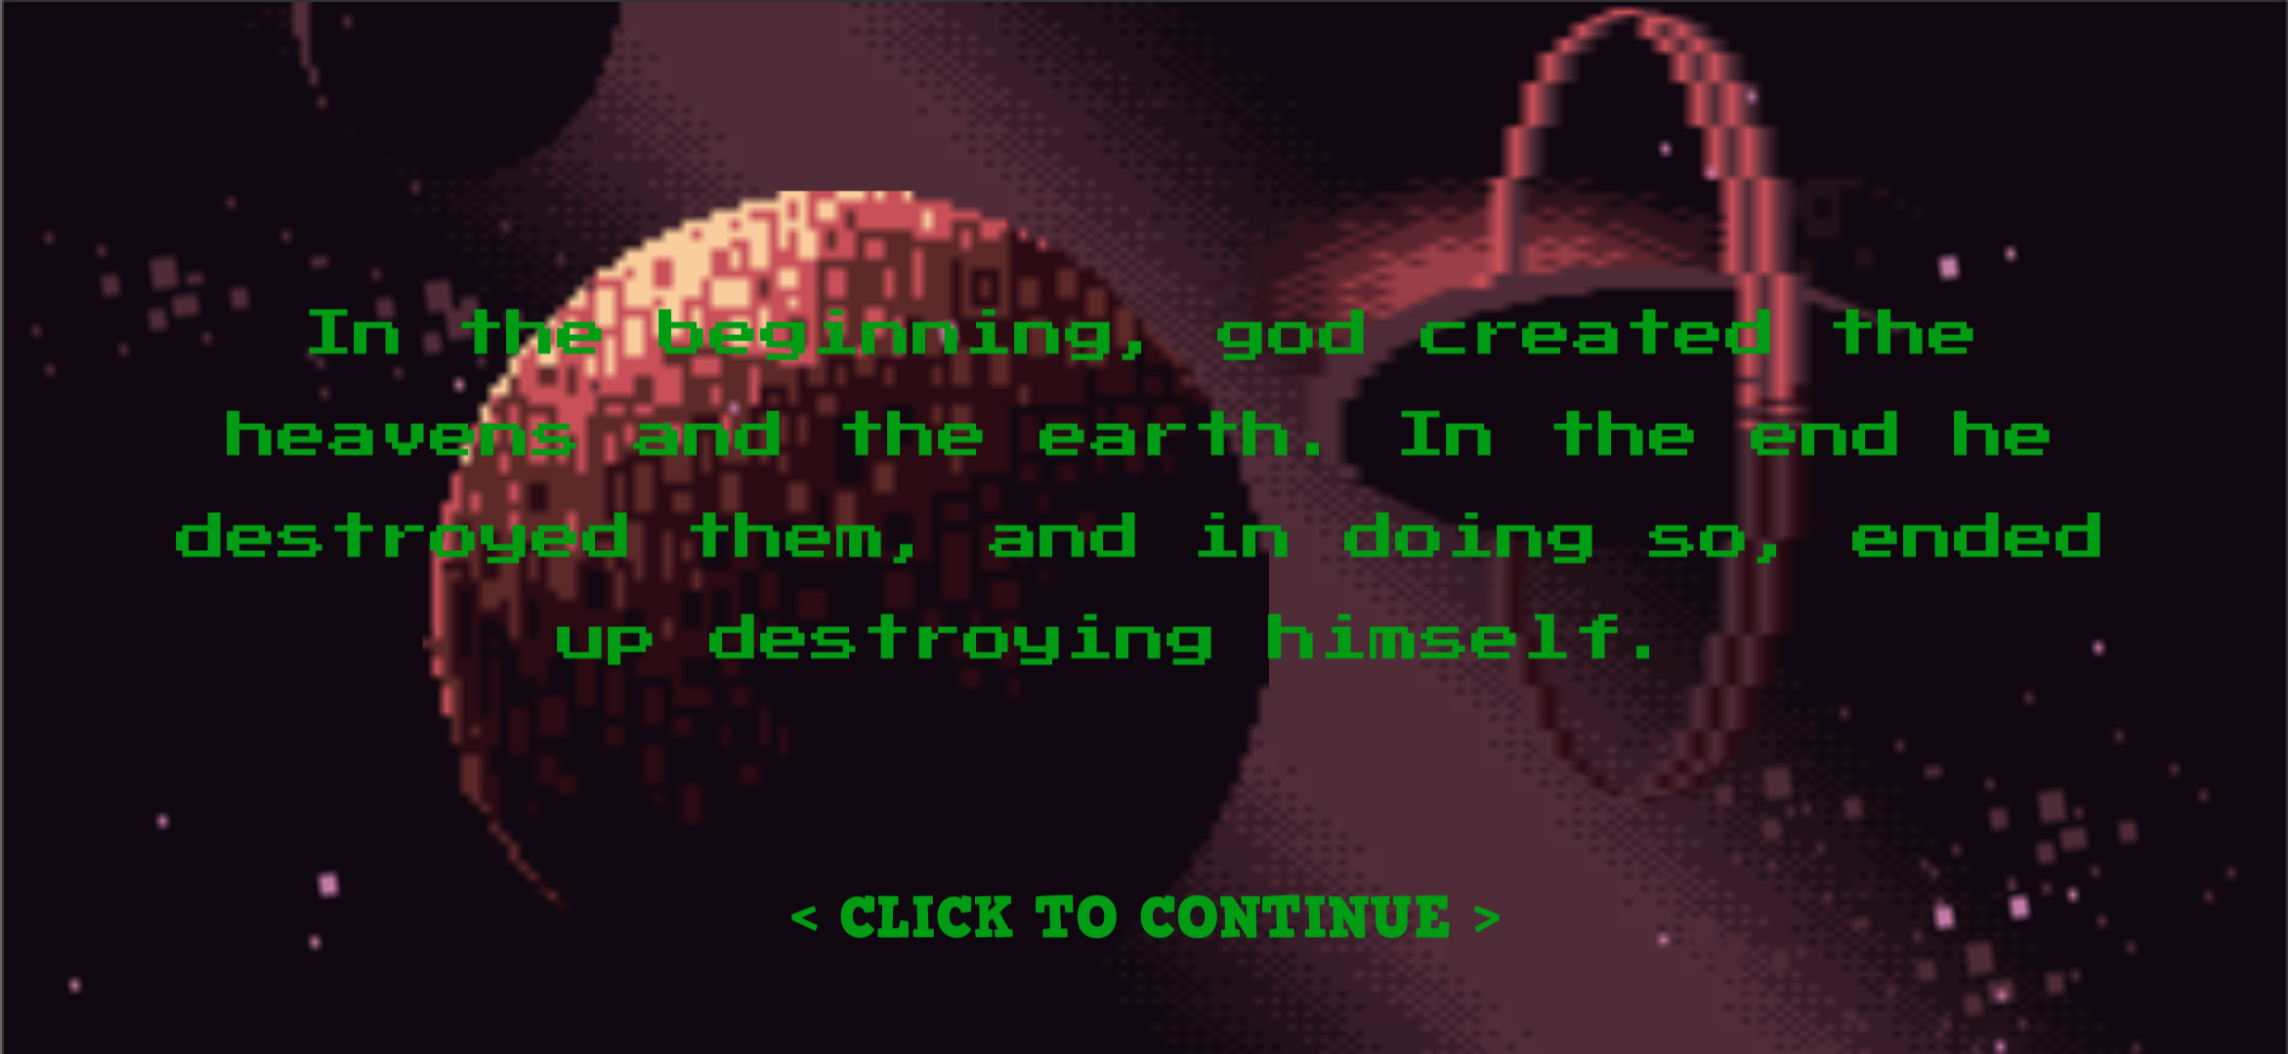 In the beginning, god created the
heavens and the earth. In the end he
destroyed them, and in doing so, ended
up destroying himself.
< CLICK TO CONTINUE >